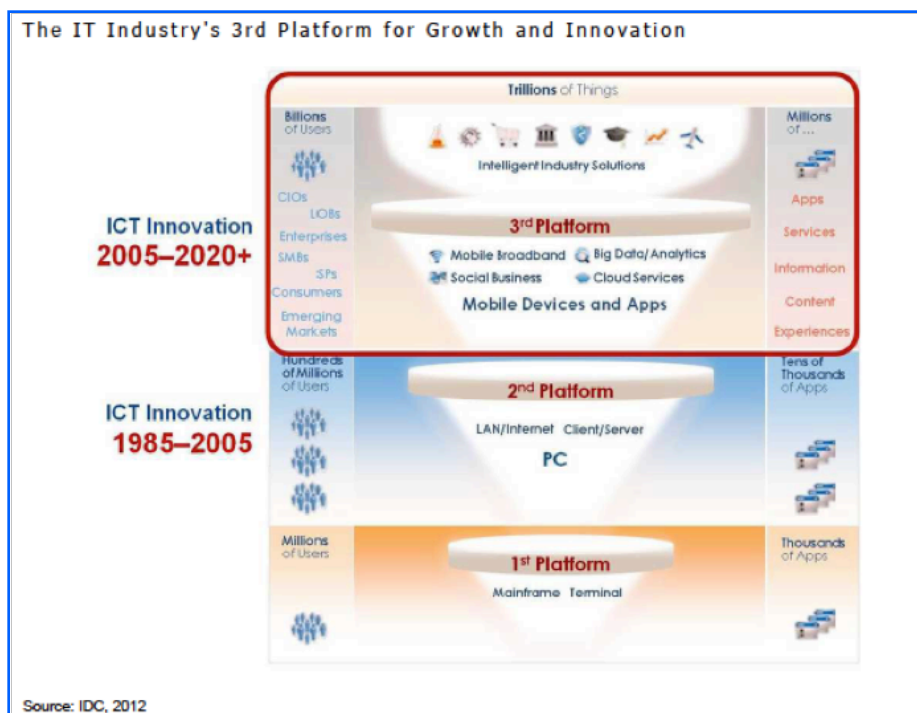 The IT Industry's 3rd Platform for Growth and Innovation
Trillions of Things
Billions
of Users
Millions
of ...
Intelligent Industry Solutions
CIOs
LOBs
Enterprises
SMBs
SPs
Consumers
Emerging
Markets
ICT Innovation
2005–2020+
3rd Platform
Mobile Broadband
Big Data/Analytics
Social Business
Cloud Services
Mobile Devices and Apps
Apps
Services
Information
Content
Experiences
Hundreds
of Millions
of Users
ICT Innovation
1985–2005
2nd Platform
LAN/Internet Client/Server
PC
Tens of
Thousands
of Apps
Millions
of Users
1st Platform
Mainframe Terminal
Thousands
of Apps
Source: IDC, 2012